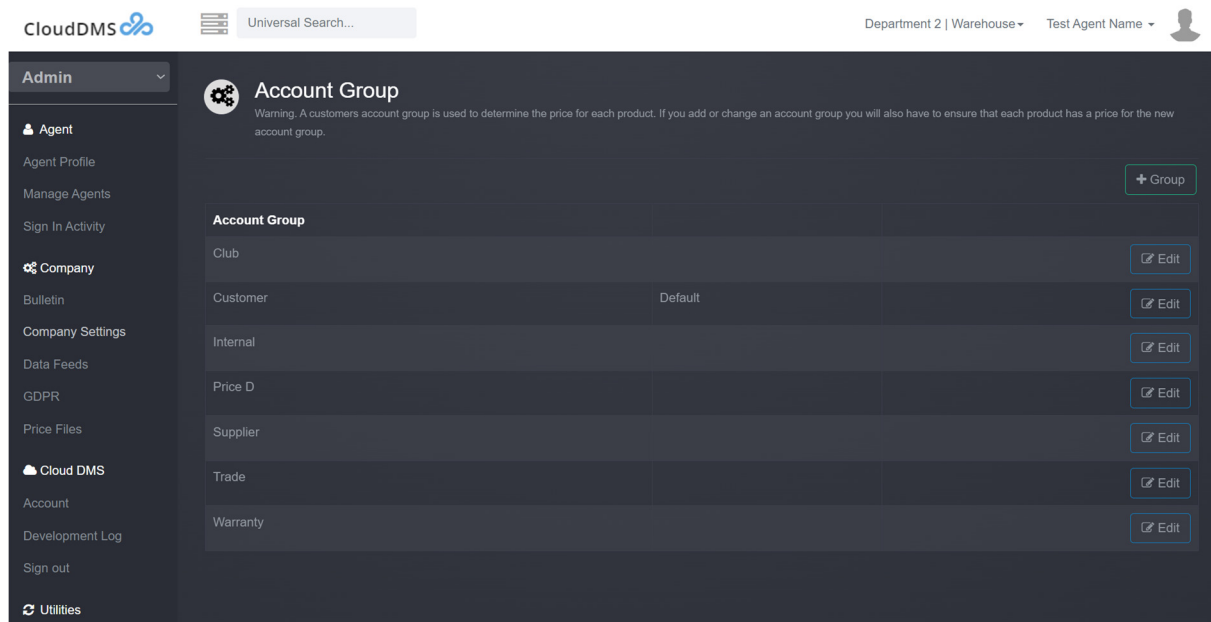 CloudDMS
Universal Search...
Department 2 | Warehouse
Test Agent Name
Admin
Agent
Agent Profile
Manage Agents
Sign In Activity
Company
Bulletin
Company Settings
Data Feeds
GDPR
Price Files
Cloud DMS
Account
Development Log
Sign out
Utilities
Account Group
Warning. A customers account group is used to determine the price for each product. If you add or change an account group you will also have to ensure that each product has a price for the new
account group.
+ Group
Account Group
Club Edit
Customer Default Edit
Internal Edit
Price D Edit
Supplier Edit
Trade Edit
Warranty Edit